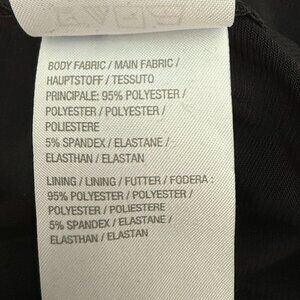 BODY FABRIC / MAIN FABRIC /
HAUPTSTOFF / TESSUTO
PRINCIPALE: 95% POLYESTER /
POLYESTER / POLYESTER /
POLIESTERE
5% SPANDEX / ELASTANE /
ELASTHAN / ELASTAN
LINING / LINING / FUTTER / FODERA :
95% POLYESTER / POLYESTER /
POLYESTER / POLIESTERE
5% SPANDEX / ELASTANE /
ELASTHAN / ELASTAN